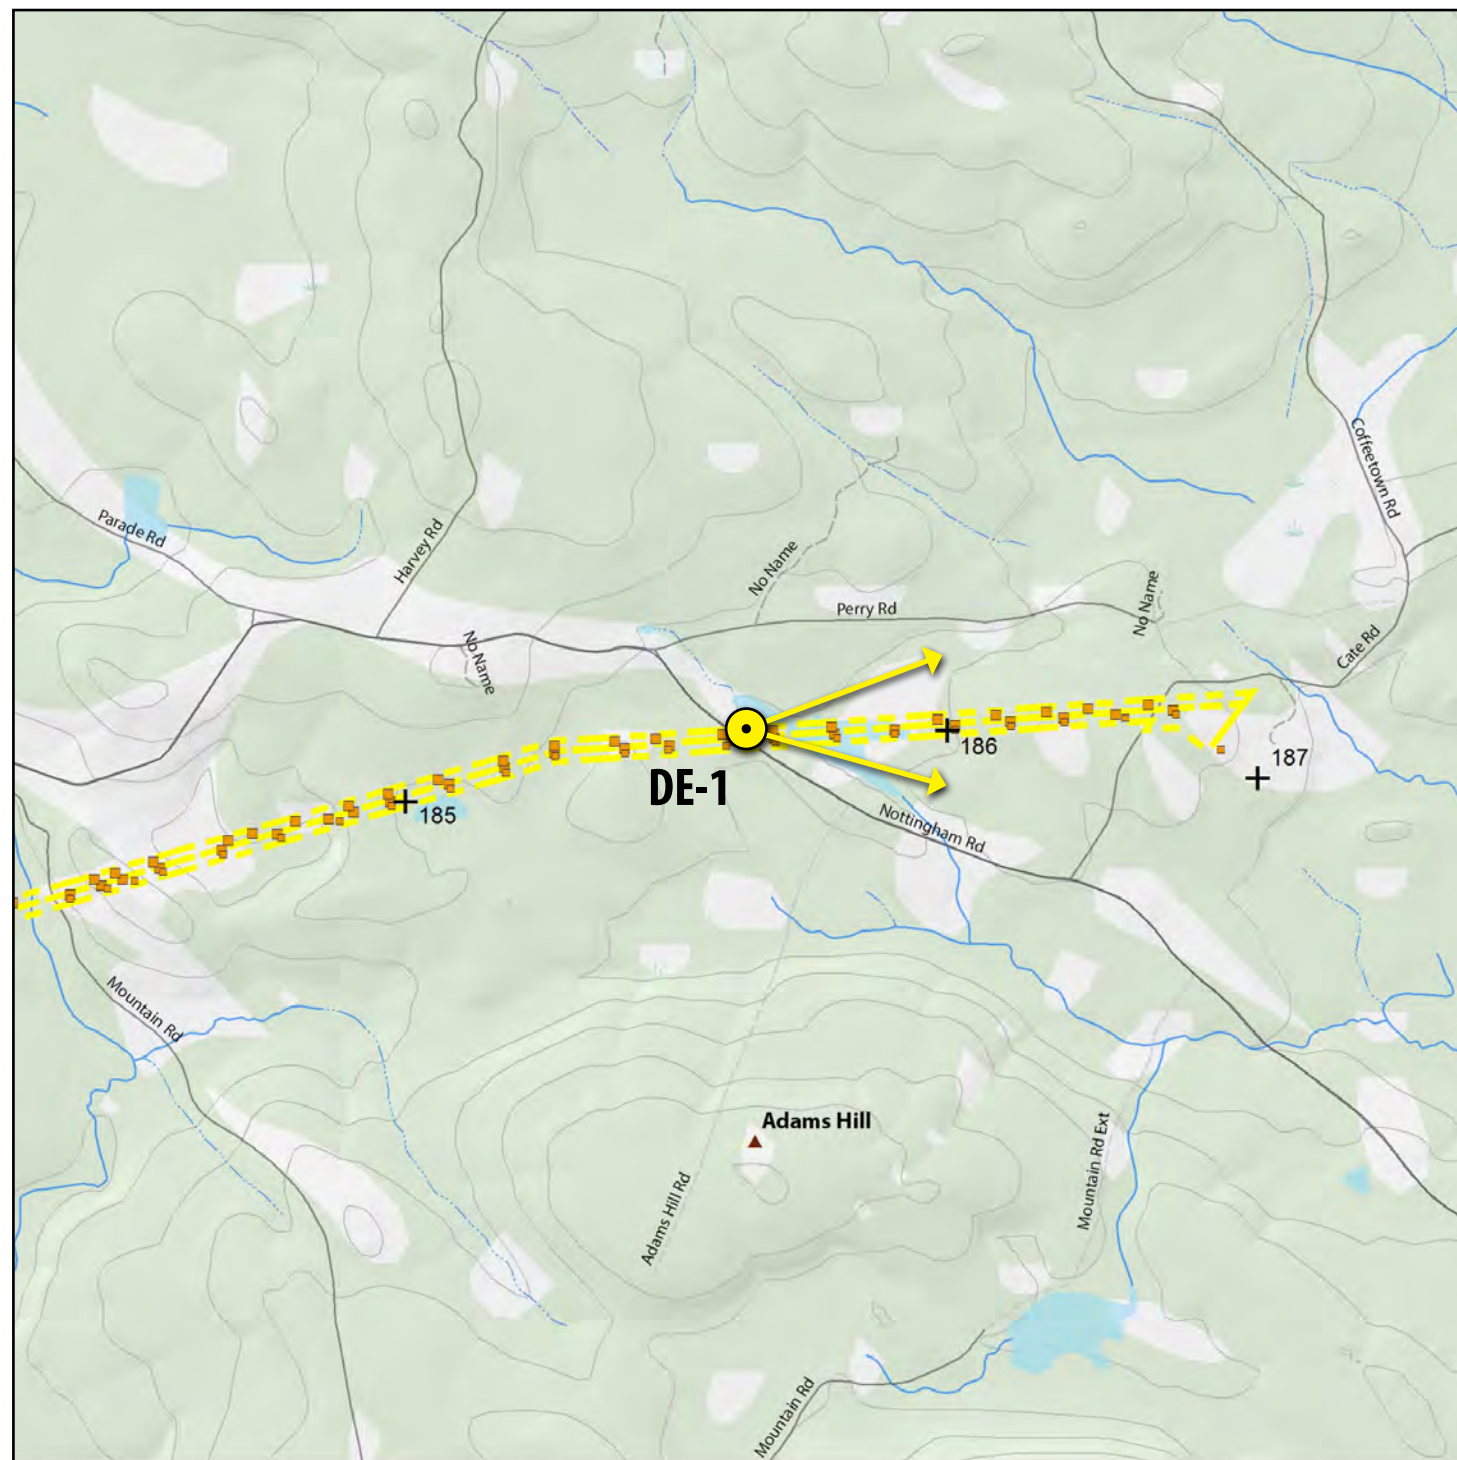 Coffeetown Rd
Parade Rd
Harvey Rd
No Name
Perry Rd
No Name
No Name
Cate Rd
186
187
DE-1
185
Nottingham Rd
Mountain Rd
Adams Hill
Adams Hill Rd
Mountain Rd Ext
Mountain Rd